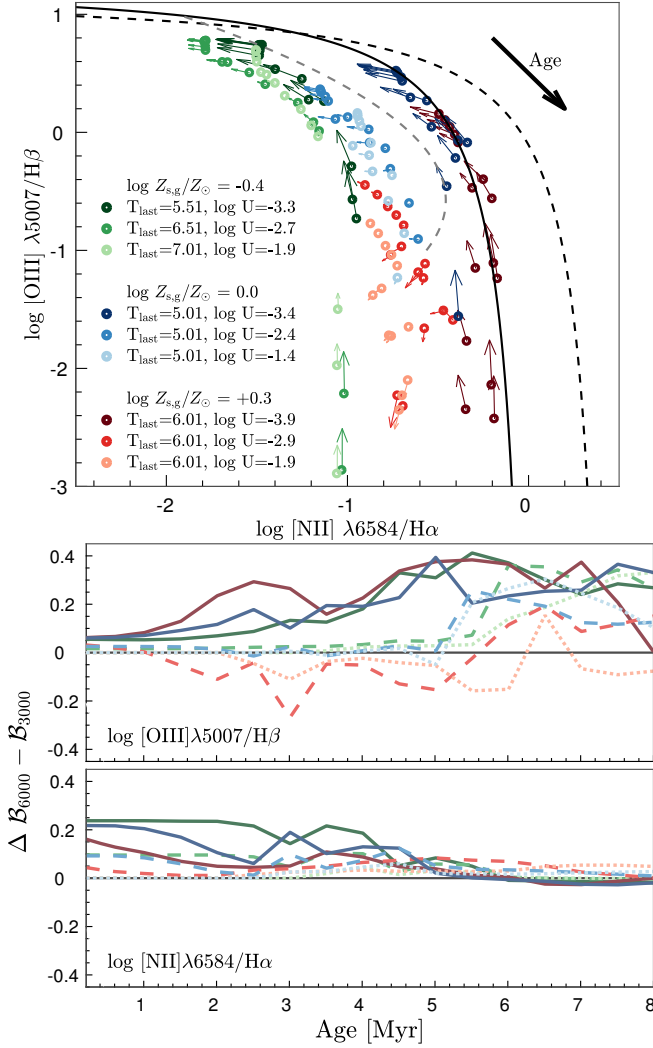 1
0
-1
-2
-3
log [OIII] λ5007/Hβ
Age
log Z_s,g/Z_⊙ = -0.4
T_last=5.51, log U=-3.3
T_last=6.51, log U=-2.7
T_last=7.01, log U=-1.9
log Z_s,g/Z_⊙ = 0.0
T_last=5.01, log U=-3.4
T_last=5.01, log U=-2.4
T_last=5.01, log U=-1.4
log Z_s,g/Z_⊙ = +0.3
T_last=6.01, log U=-3.9
T_last=6.01, log U=-2.9
T_last=6.01, log U=-1.9
-2 -1 0
log [NII] λ6584/Hα
0.4
0.2
0
-0.2
-0.4
log [OIII]λ5007/Hβ
Δ ℬ_6000 − ℬ_3000
0.4
0.2
0
-0.2
-0.4
log [NII]λ6584/Hα
1 2 3 4 5 6 7 8
Age [Myr]